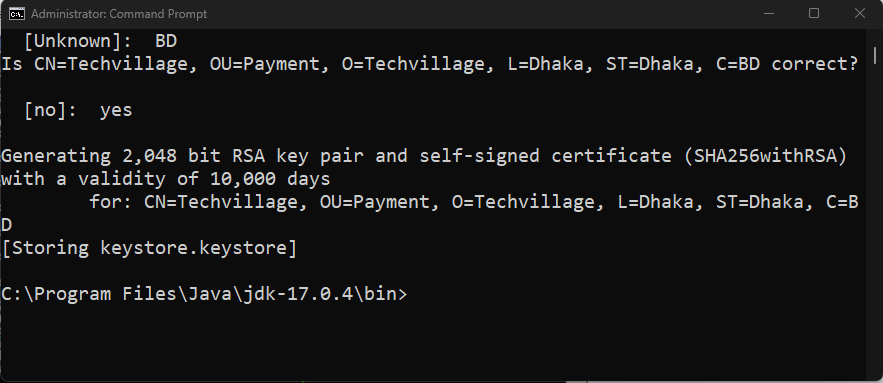 Administrator: Command Prompt
[Unknown]:  BD
Is CN=Techvillage, OU=Payment, O=Techvillage, L=Dhaka, ST=Dhaka, C=BD correct?
[no]:  yes
Generating 2,048 bit RSA key pair and self-signed certificate (SHA256withRSA)
with a validity of 10,000 days
for: CN=Techvillage, OU=Payment, O=Techvillage, L=Dhaka, ST=Dhaka, C=B
D
[Storing keystore.keystore]
C:\Program Files\Java\jdk-17.0.4\bin>